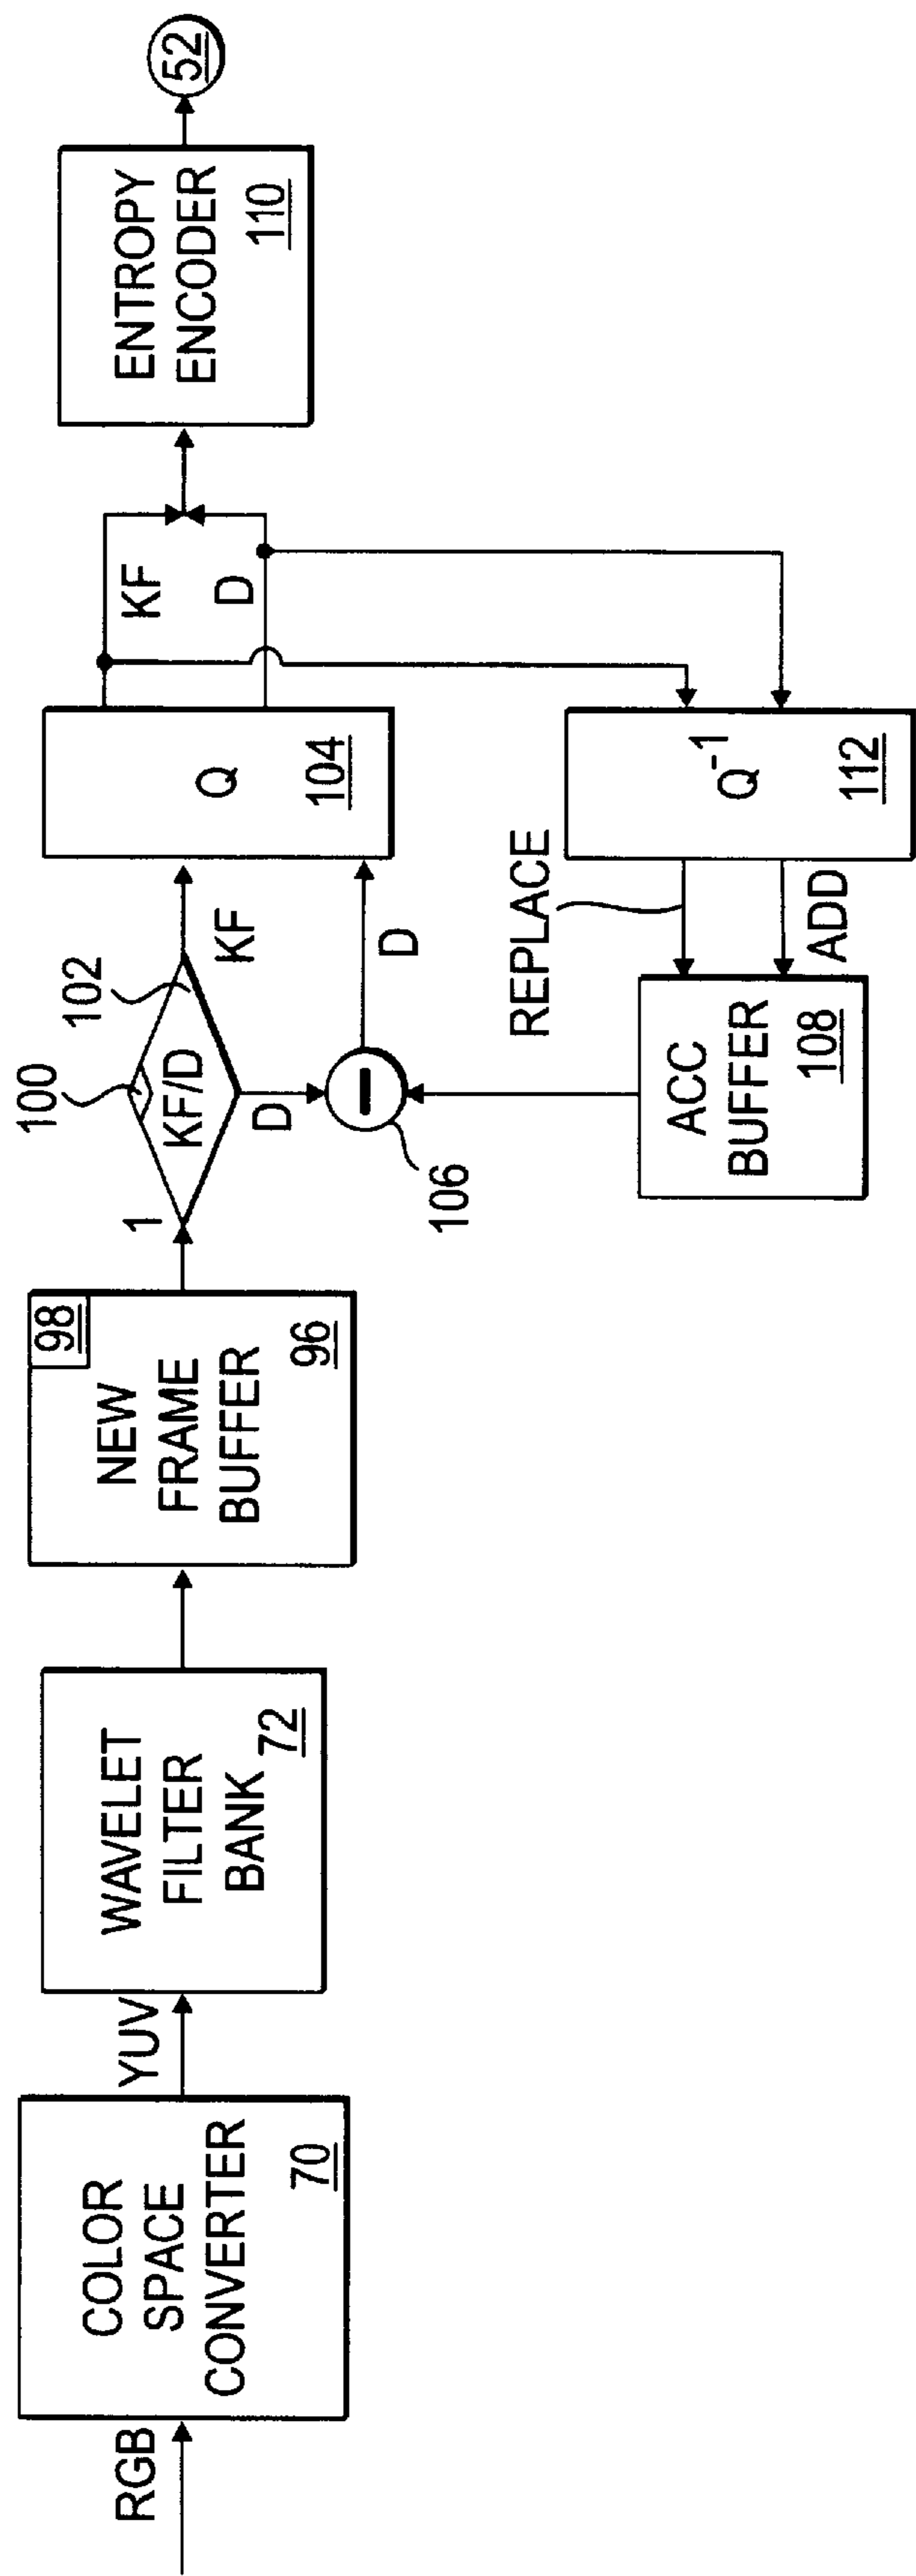 RGB
COLOR
SPACE
CONVERTER
70
YUV
WAVELET
FILTER
BANK
72
98
NEW
FRAME
BUFFER
96
1
100
102
KF/D
KF
D
106
D
Q
104
KF
D
ENTROPY
ENCODER
110
52
REPLACE
ADD
ACC
BUFFER
108
Q-1
112